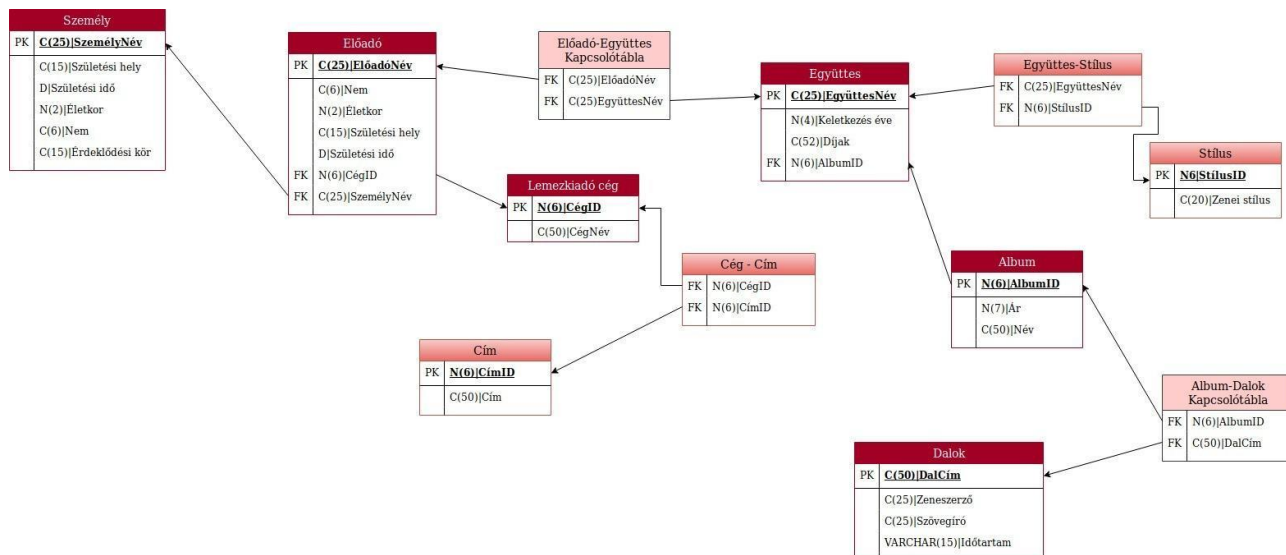 Személy
PK C(25)|SzemélyNév
C(15)|Születési hely
D|Születési idő
N(2)|Életkor
C(6)|Nem
C(15)|Érdeklődési kör
Előadó
PK C(25)|ElőadóNév
C(6)|Nem
N(2)|Életkor
C(15)|Születési hely
D|Születési idő
FK N(6)|CégID
FK C(25)|SzemélyNév
Előadó-Együttes
Kapcsolótábla
FK C(25)|ElőadóNév
FK C(25)EgyüttesNév
Együttes
PK C(25)|EgyüttesNév
N(4)|Keletkezés éve
C(52)|Díjak
FK N(6)|AlbumID
Együttes-Stílus
FK C(25)|EgyüttesNév
FK N(6)|StílusID
Stílus
PK N6|StílusID
C(20)|Zenei stílus
Lemezkiadó cég
PK N(6)|CégID
C(50)|CégNév
Cég - Cím
FK N(6)|CégID
FK N(6)|CímID
Cím
PK N(6)|CímID
C(50)|Cím
Album
PK N(6)|AlbumID
N(7)|Ár
C(50)|Név
Album-Dalok
Kapcsolótábla
FK N(6)|AlbumID
FK C(50)|DalCím
Dalok
PK C(50)|DalCím
C(25)|Zeneszerző
C(25)|Szövegíró
VARCHAR(15)|Időtartam